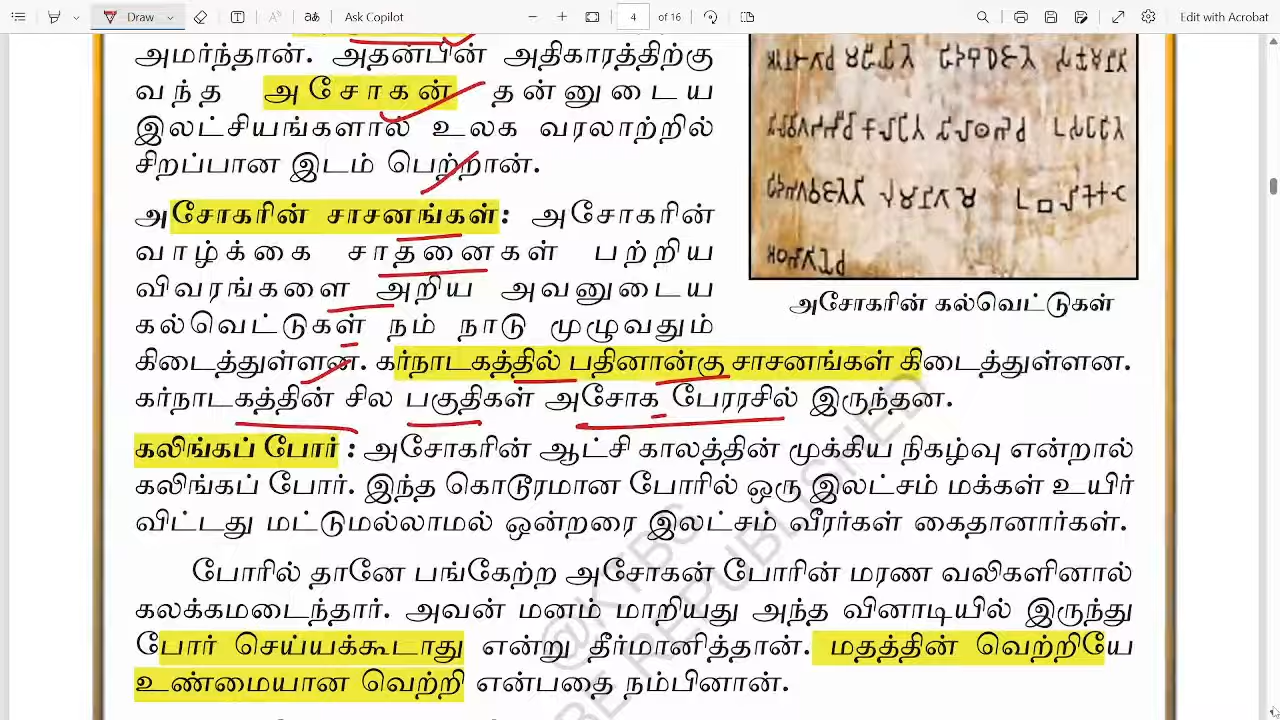 Draw
Ask Copilot
4 of 16
Edit with Acrobat
அமர்ந்தான். அதன்பின் அதிகாரத்திற்கு
வந்த அசோகன் தன்னுடைய
இலட்சியங்களால் உலக வரலாற்றில்
சிறப்பான இடம் பெற்றான்.
அசோகரின் சாசனங்கள்: அசோகரின்
வாழ்க்கை சாதனைகள் பற்றிய
விவரங்களை அறிய அவனுடைய
கல்வெட்டுகள் நம் நாடு முழுவதும்
கிடைத்துள்ளன. கர்நாடகத்தில் பதினான்கு சாசனங்கள் கிடைத்துள்ளன.
கர்நாடகத்தின் சில பகுதிகள் அசோக பேரரசில் இருந்தன.
அசோகரின் கல்வெட்டுகள்
கலிங்கப் போர் : அசோகரின் ஆட்சி காலத்தின் முக்கிய நிகழ்வு என்றால்
கலிங்கப் போர். இந்த கொடூரமான போரில் ஒரு இலட்சம் மக்கள் உயிர்
விட்டது மட்டுமல்லாமல் ஒன்றரை இலட்சம் வீரர்கள் கைதானார்கள்.
போரில் தானே பங்கேற்ற அசோகன் போரின் மரண வலிகளினால்
கலக்கமடைந்தார். அவன் மனம் மாறியது அந்த வினாடியில் இருந்து
போர் செய்யக்கூடாது என்று தீர்மானித்தான். மதத்தின் வெற்றியே
உண்மையான வெற்றி என்பதை நம்பினான்.
@KTBS
BE REPUBLISHED